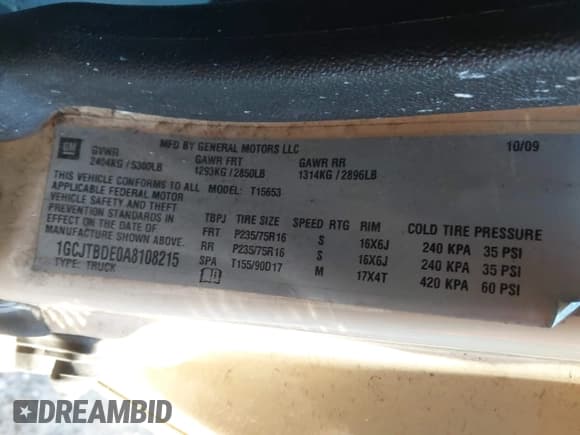 GM
MFD BY GENERAL MOTORS LLC
10/09
GVWR GAWR FRT GAWR RR
2404KG / 5300LB 1293KG / 2850LB 1314KG / 2896LB
THIS VEHICLE CONFORMS TO ALL MODEL: T15653
APPLICABLE FEDERAL MOTOR
VEHICLE SAFETY AND THEFT
PREVENTION STANDARDS IN
EFFECT ON THE DATE OF
MANUFACTURE SHOWN ABOVE.
1GCJTBDE0A8108215
TYPE: TRUCK
TBPJ TIRE SIZE SPEED RTG RIM COLD TIRE PRESSURE
FRT P235/75R16 S 16X6J 240 KPA 35 PSI
RR P235/75R16 S 16X6J 240 KPA 35 PSI
SPA T155/90D17 M 17X4T 420 KPA 60 PSI
DREAMBID